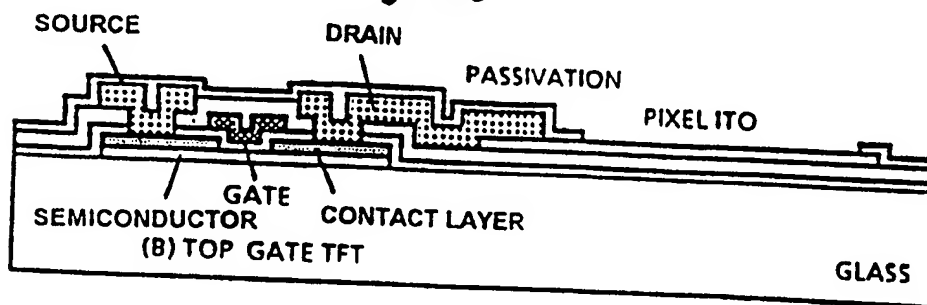 SOURCE
DRAIN
PASSIVATION
PIXEL ITO
GATE
SEMICONDUCTOR
CONTACT LAYER
(B) TOP GATE TFT
GLASS